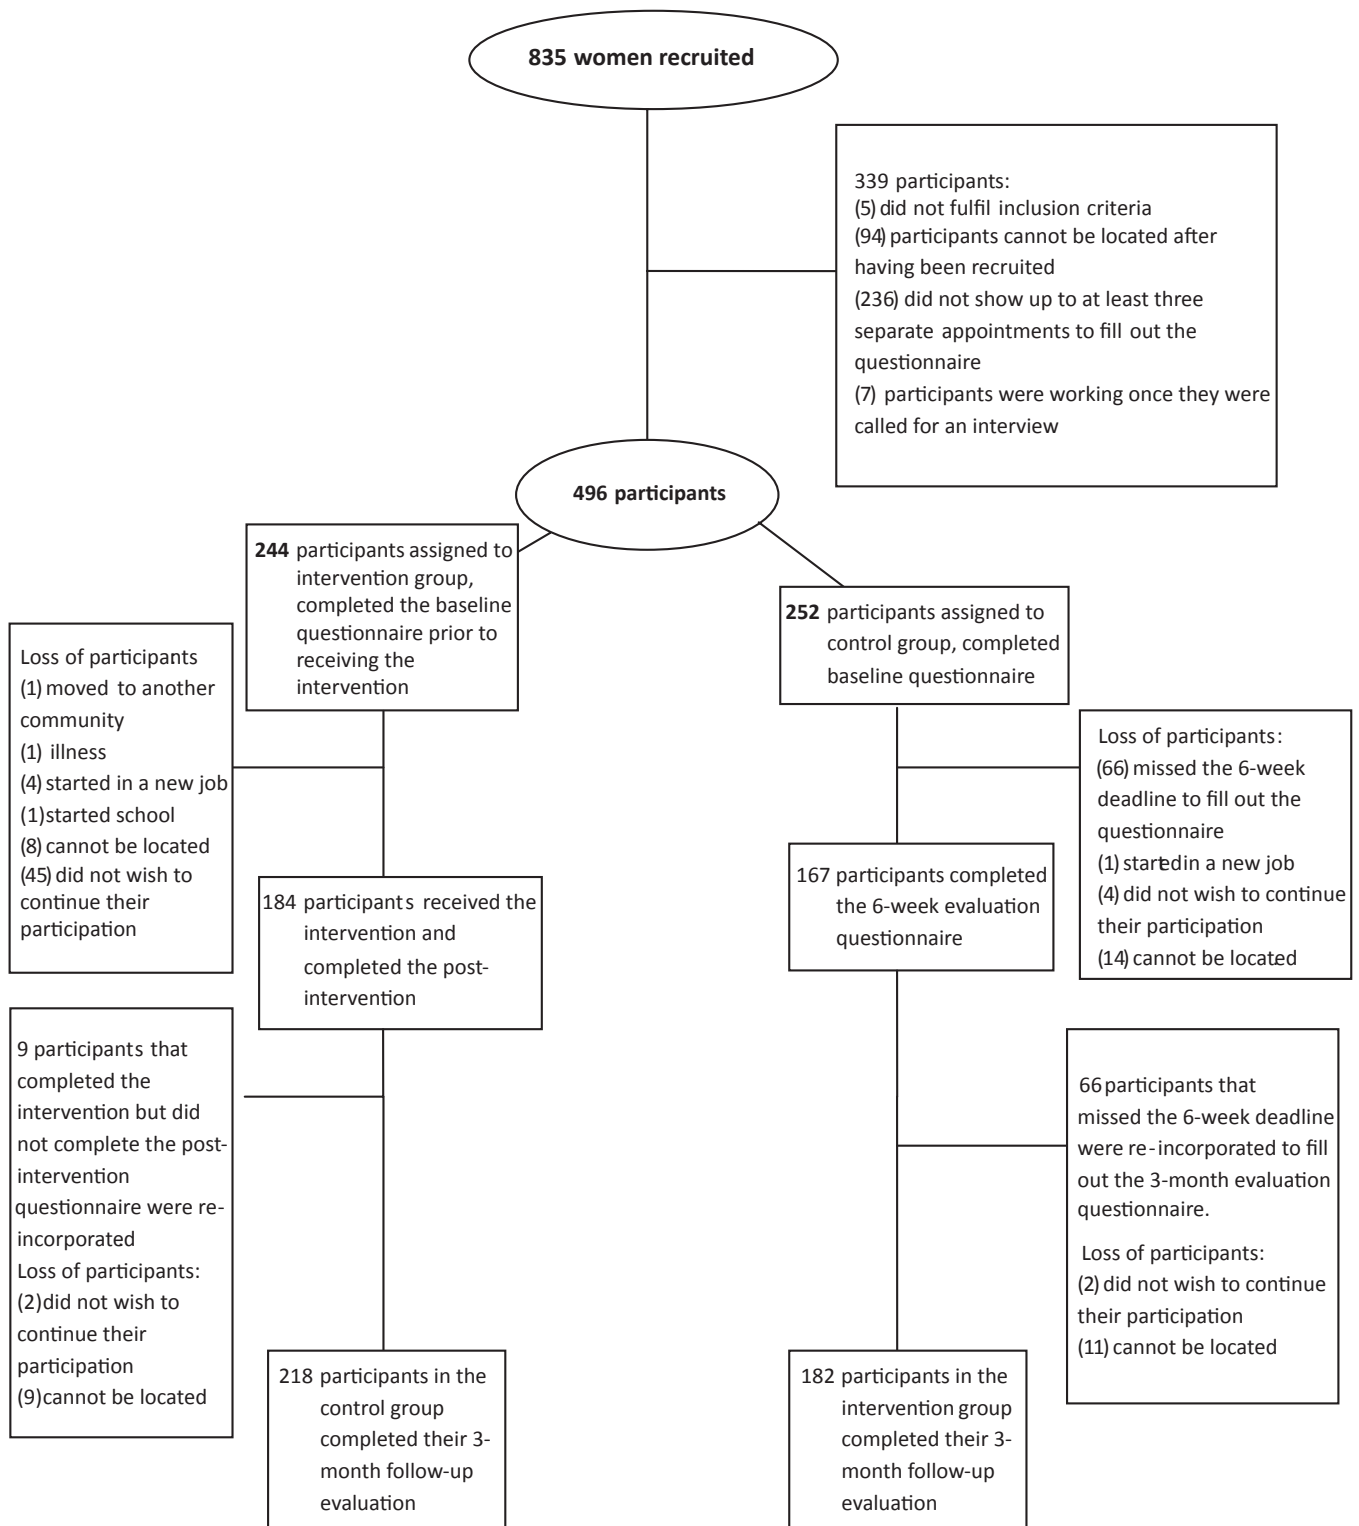 835 women recruited
339 participants:
(5) did not fulfil inclusion criteria
(94) participants cannot be located after
having been recruited
(236) did not show up to at least three
separate appointments to fill out the
questionnaire
(7) participants were working once they were
called for an interview
496 participants
244 participants assigned to
intervention group,
completed the baseline
questionnaire prior to
receiving the
intervention
252 participants assigned to
control group, completed
baseline questionnaire
Loss of participants
(1) moved to another
community
(1) illness
(4) started in a new job
(1) started school
(8) cannot be located
(45) did not wish to
continue their
participation
Loss of participants:
(66) missed the 6-week
deadline to fill out the
questionnaire
(1) started in a new job
(4) did not wish to continue
their participation
(14) cannot be located
184 participants received the
intervention and
completed the post-
intervention
167 participants completed
the 6-week evaluation
questionnaire
9 participants that
completed the
intervention but did
not complete the post-
intervention
questionnaire were re-
incorporated
Loss of participants:
(2) did not wish to
continue their
participation
(9) cannot be located
66 participants that
missed the 6-week deadline
were re-incorporated to fill
out the 3-month evaluation
questionnaire.
Loss of participants:
(2) did not wish to continue
their participation
(11) cannot be located
218 participants in the
control group
completed their 3-
month follow-up
evaluation
182 participants in the
intervention group
completed their 3-
month follow-up
evaluation